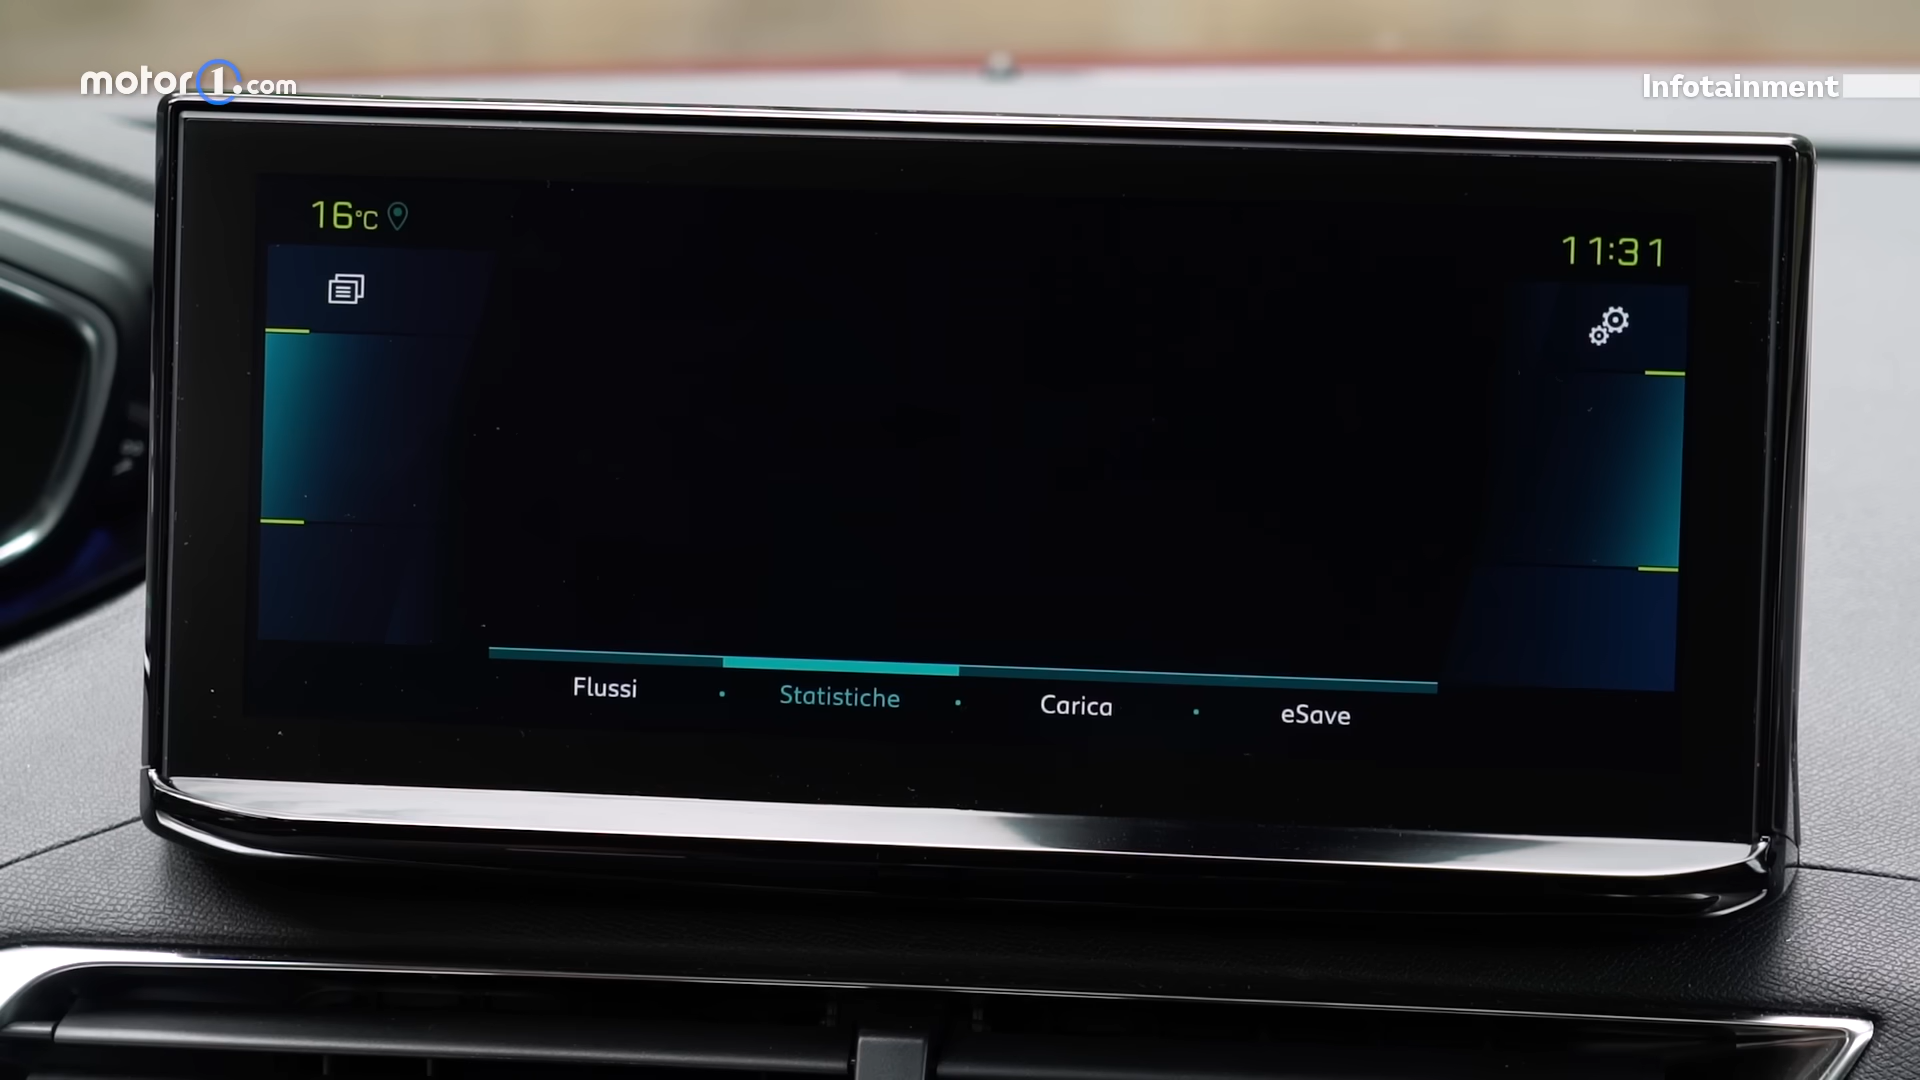 motor1.com
Infotainment
16°C
11:31
Flussi
Statistiche
Carica
eSave